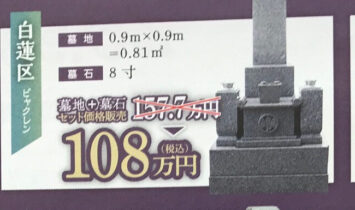 白蓮区
ビャクレン
墓地 0.9m×0.9m
=0.81㎡
墓石 8寸
墓地+墓石
セット価格販売
157.7万円
108万円
(税込)